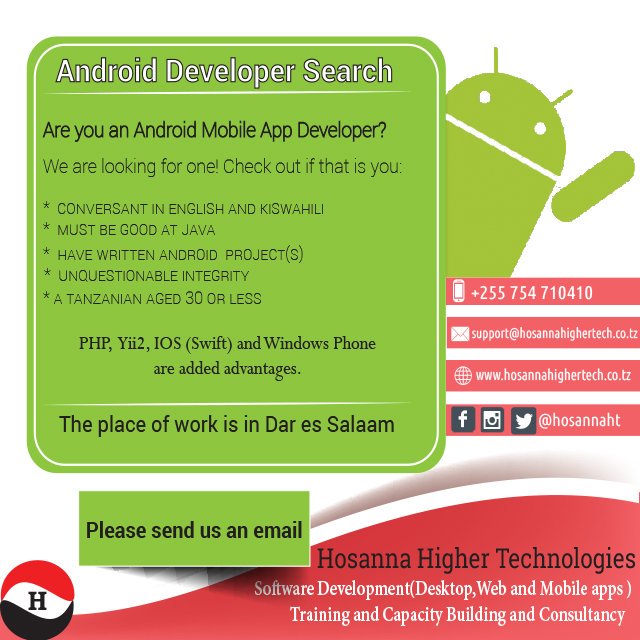 Android Developer Search
Are you an Android Mobile App Developer?
We are looking for one! Check out if that is you:
* CONVERSANT IN ENGLISH AND KISWAHILI
* MUST BE GOOD AT JAVA
* HAVE WRITTEN ANDROID PROJECT(S)
* UNQUESTIONABLE INTEGRITY
* A TANZANIAN AGED 30 OR LESS
PHP, Yii2, IOS (Swift) and Windows Phone
are added advantages.
The place of work is in Dar es Salaam
+255 754 710410
support@hosannahighertech.co.tz
www.hosannahighertech.co.tz
@hosannaht
Please send us an email
Hosanna Higher Technologies
Software Development(Desktop,Web and Mobile apps )
Training and Capacity Building and Consultancy
H